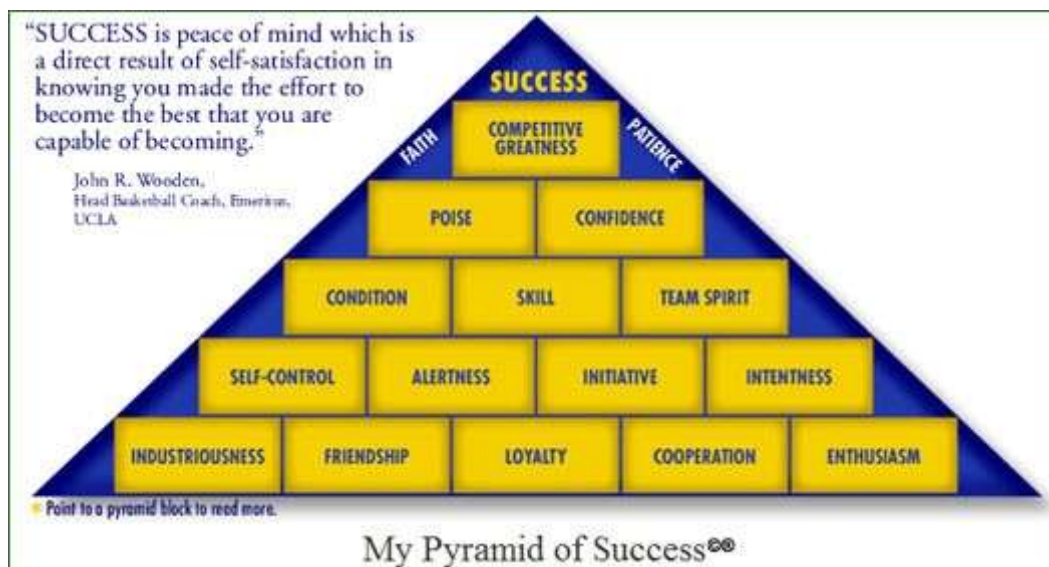 “SUCCESS is peace of mind which is
a direct result of self-satisfaction in
knowing you made the effort to
become the best that you are
capable of becoming.”
John R. Wooden,
Head Basketball Coach, Emeritus,
UCLA
SUCCESS
FAITH
PATIENCE
COMPETITIVE
GREATNESS
POISE CONFIDENCE
CONDITION SKILL TEAM SPIRIT
SELF-CONTROL ALERTNESS INITIATIVE INTENTNESS
INDUSTRIOUSNESS FRIENDSHIP LOYALTY COOPERATION ENTHUSIASM
Point to a pyramid block to read more.
My Pyramid of Success©®